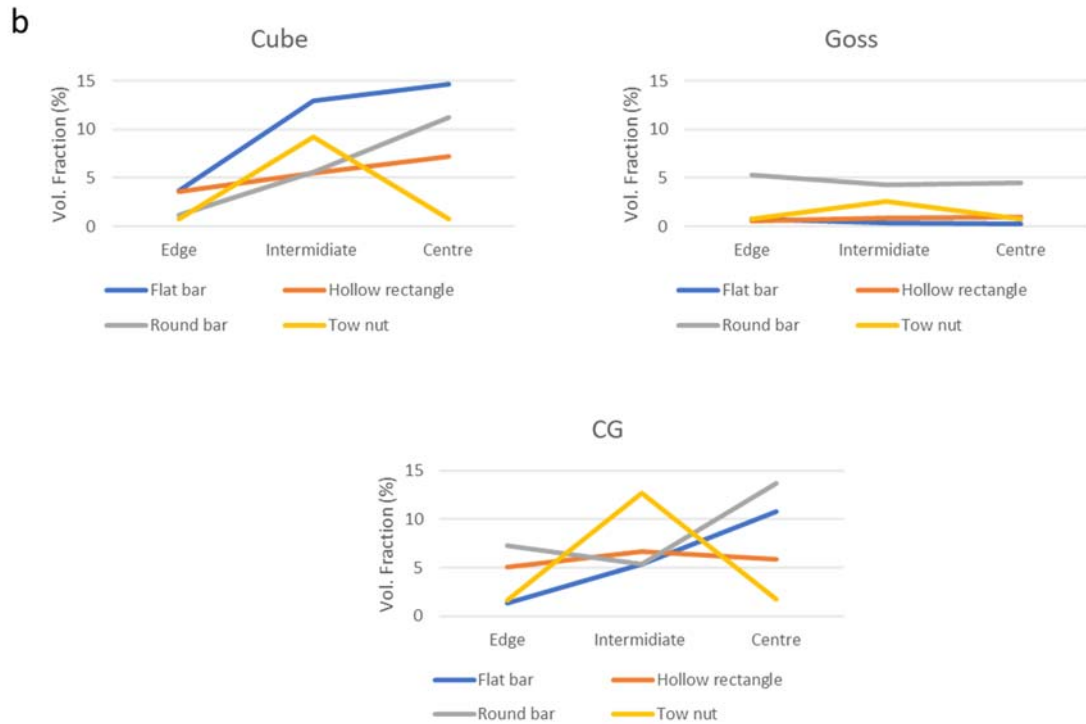 b
Cube
Vol. Fraction (%)
15
10
5
0
Edge Intermidiate Centre
Flat bar Hollow rectangle
Round bar Tow nut
Goss
Vol. Fraction (%)
15
10
5
0
Edge Intermidiate Centre
Flat bar Hollow rectangle
Round bar Tow nut
CG
Vol. Fraction (%)
15
10
5
0
Edge Intermidiate Centre
Flat bar Hollow rectangle
Round bar Tow nut